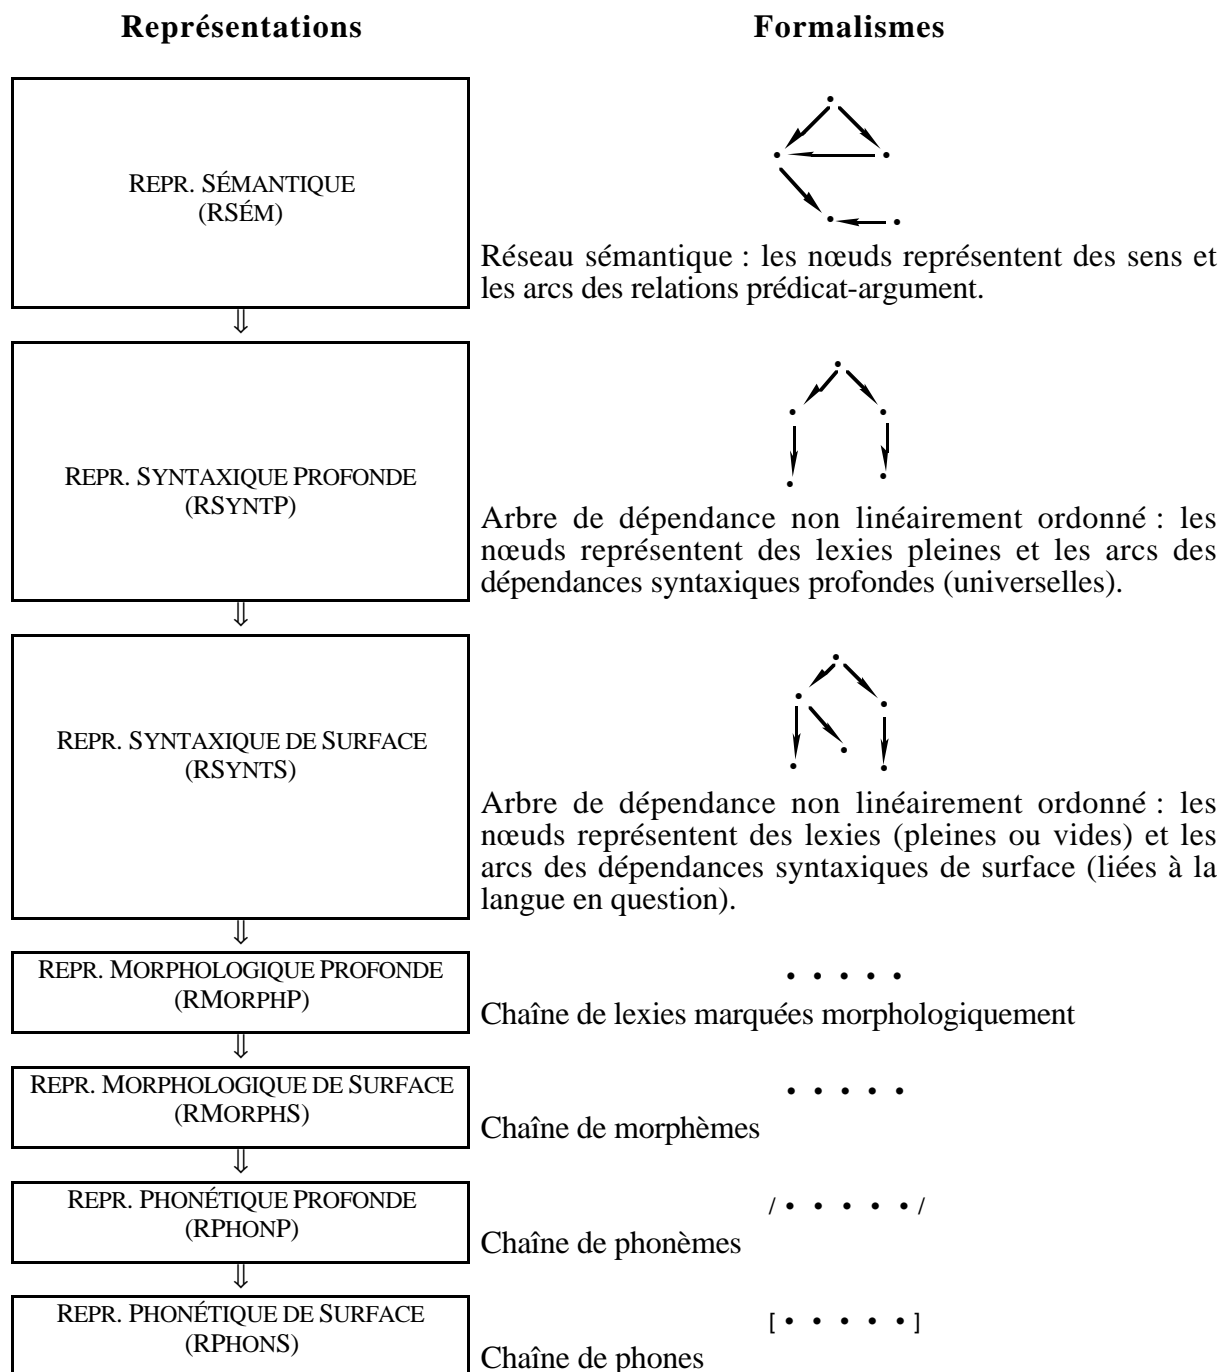 Représentations
Formalismes
REPR. SÉMANTIQUE
(RSÉM)
Réseau sémantique : les nœuds représentent des sens et
les arcs des relations prédicat-argument.
⇓
REPR. SYNTAXIQUE PROFONDE
(RSYNTP)
Arbre de dépendance non linéairement ordonné : les
nœuds représentent des lexies pleines et les arcs des
dépendances syntaxiques profondes (universelles).
⇓
REPR. SYNTAXIQUE DE SURFACE
(RSYNTS)
Arbre de dépendance non linéairement ordonné : les
nœuds représentent des lexies (pleines ou vides) et les
arcs des dépendances syntaxiques de surface (liées à la
langue en question).
⇓
REPR. MORPHOLOGIQUE PROFONDE
(RMORPHP)
• • • • •
Chaîne de lexies marquées morphologiquement
⇓
REPR. MORPHOLOGIQUE DE SURFACE
(RMORPHS)
• • • • •
Chaîne de morphèmes
⇓
REPR. PHONÉTIQUE PROFONDE
(RPHONP)
/ • • • • • /
Chaîne de phonèmes
⇓
REPR. PHONÉTIQUE DE SURFACE
(RPHONS)
[ • • • • • ]
Chaîne de phones